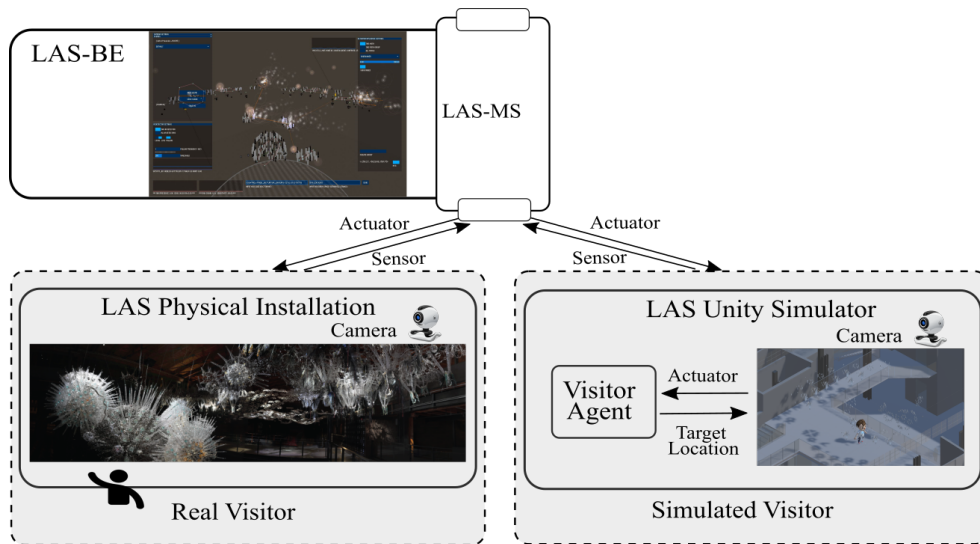 LAS-BE
LAS-MS
Actuator
Sensor
Actuator
Sensor
LAS Physical Installation
Camera
Real Visitor
LAS Unity Simulator
Camera
Visitor
Agent
Actuator
Target
Location
Simulated Visitor